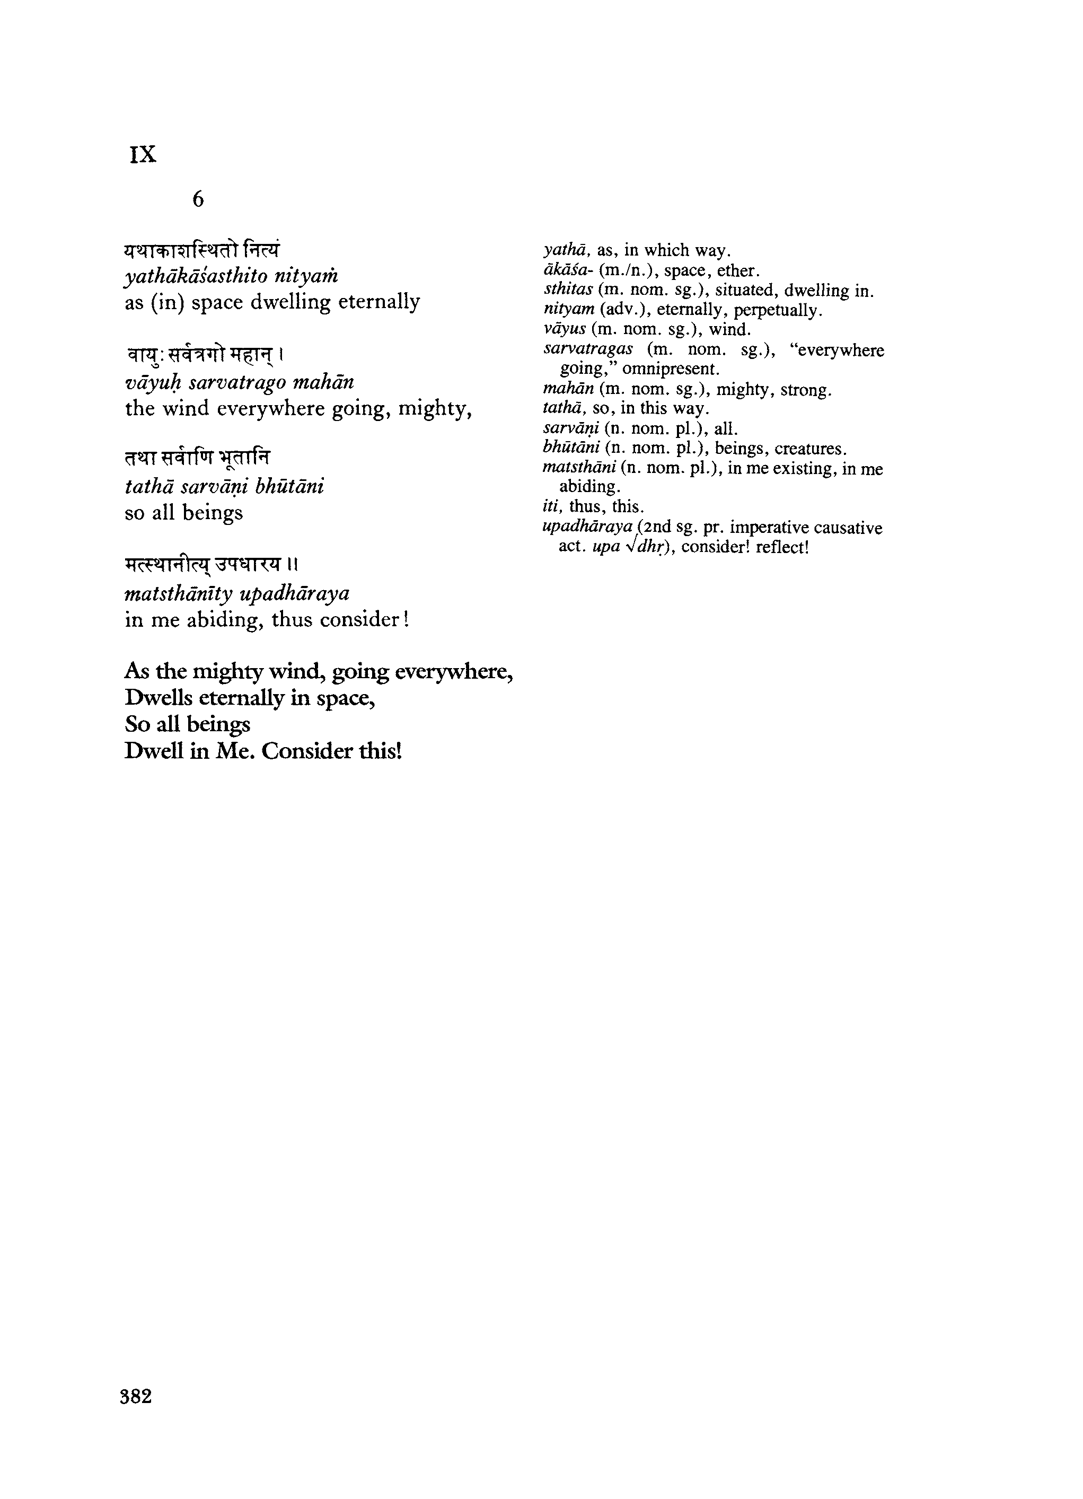 IX
6
यथाकाशस्थितो नित्यं
yathākāśasthito nityaṁ
as (in) space dwelling eternally
वायुः सर्वत्रगो महान् ।
vāyuḥ sarvatrago mahān
the wind everywhere going, mighty,
तथा सर्वाणि भूतानि
tathā sarvāṇi bhūtāni
so all beings
मत्स्थानीत्य् उपधारय ॥
matsthānīty upadhāraya
in me abiding, thus consider!
As the mighty wind, going everywhere,
Dwells eternally in space,
So all beings
Dwell in Me. Consider this!
yathā, as, in which way.
ākāśa- (m./n.), space, ether.
sthitas (m. nom. sg.), situated, dwelling in.
nityam (adv.), eternally, perpetually.
vāyus (m. nom. sg.), wind.
sarvatragas (m. nom. sg.), “everywhere
going,” omnipresent.
mahān (m. nom. sg.), mighty, strong.
tathā, so, in this way.
sarvāṇi (n. nom. pl.), all.
bhūtāni (n. nom. pl.), beings, creatures.
matsthāni (n. nom. pl.), in me existing, in me
abiding.
iti, thus, this.
upadhāraya (2nd sg. pr. imperative causative
act. upa √dhṛ), consider! reflect!
382